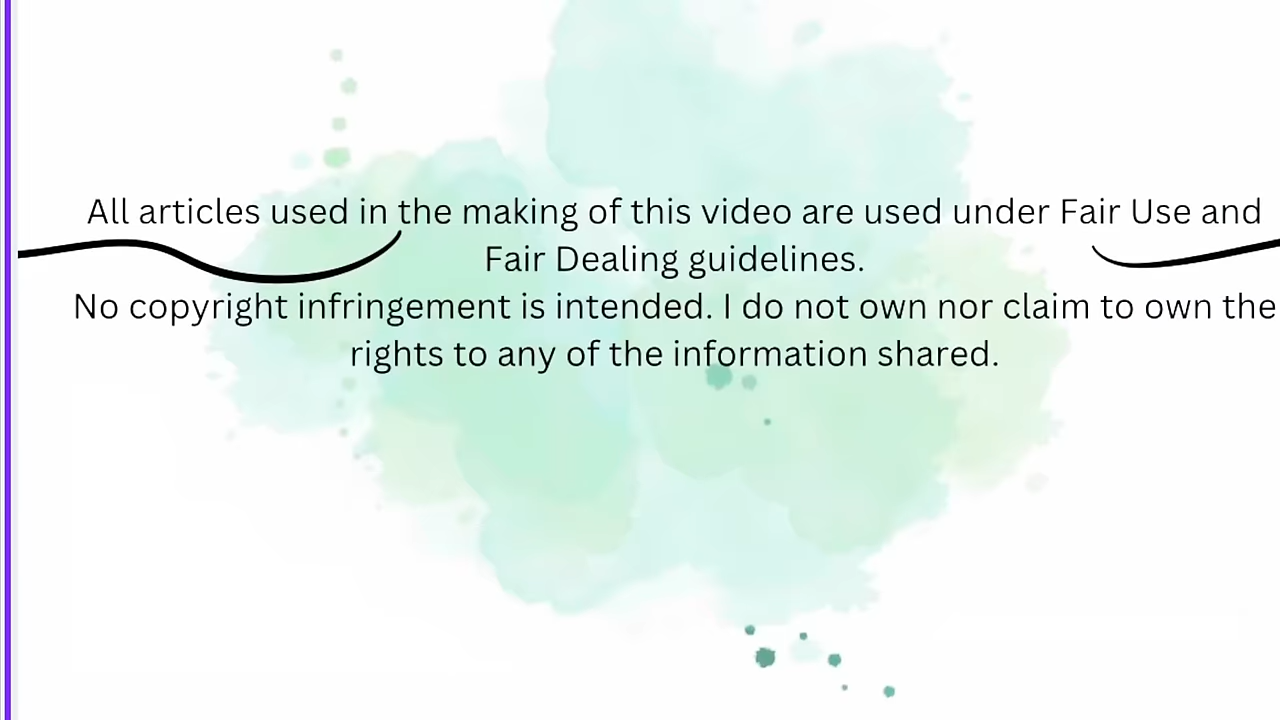 All articles used in the making of this video are used under Fair Use and
Fair Dealing guidelines.
No copyright infringement is intended. I do not own nor claim to own the
rights to any of the information shared.